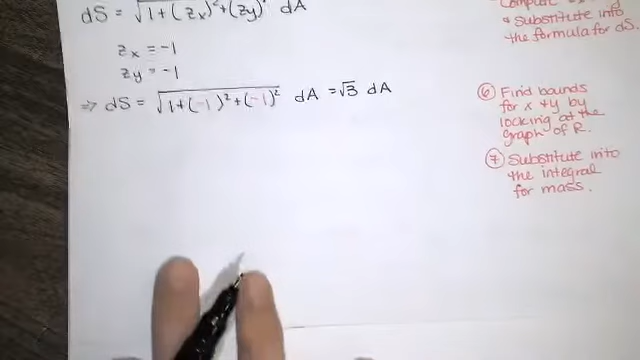 dS = √1+(zx)²+(zy)² dA
zx = -1
zy = -1
⇒ dS = √1+(-1)²+(-1)² dA = √3 dA
& Substitute into
the formula for dS.
⑥ Find bounds
for x & y by
looking at the
graph of R.
⑦ Substitute into
the integral
for mass.